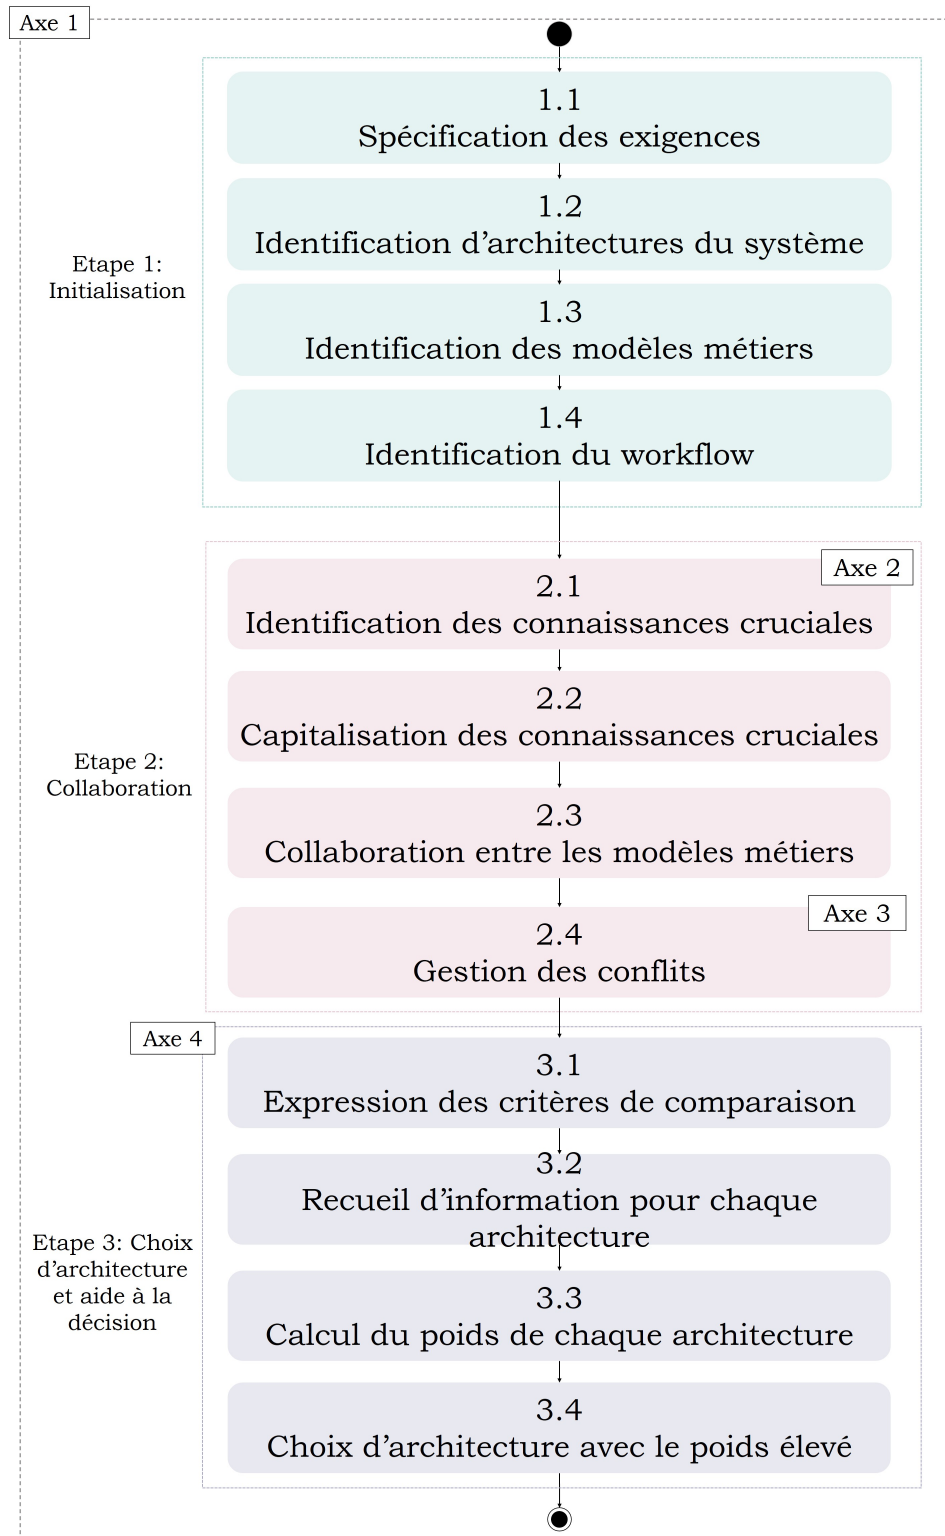 Axe 1
1.1
Spécification des exigences
1.2
Identification d’architectures du système
Etape 1:
Initialisation
1.3
Identification des modèles métiers
1.4
Identification du workflow
Axe 2
2.1
Identification des connaissances cruciales
2.2
Capitalisation des connaissances cruciales
Etape 2:
Collaboration
2.3
Collaboration entre les modèles métiers
Axe 3
2.4
Gestion des conflits
Axe 4
3.1
Expression des critères de comparaison
3.2
Recueil d’information pour chaque
architecture
Etape 3: Choix
d’architecture
et aide à la
décision
3.3
Calcul du poids de chaque architecture
3.4
Choix d’architecture avec le poids élevé